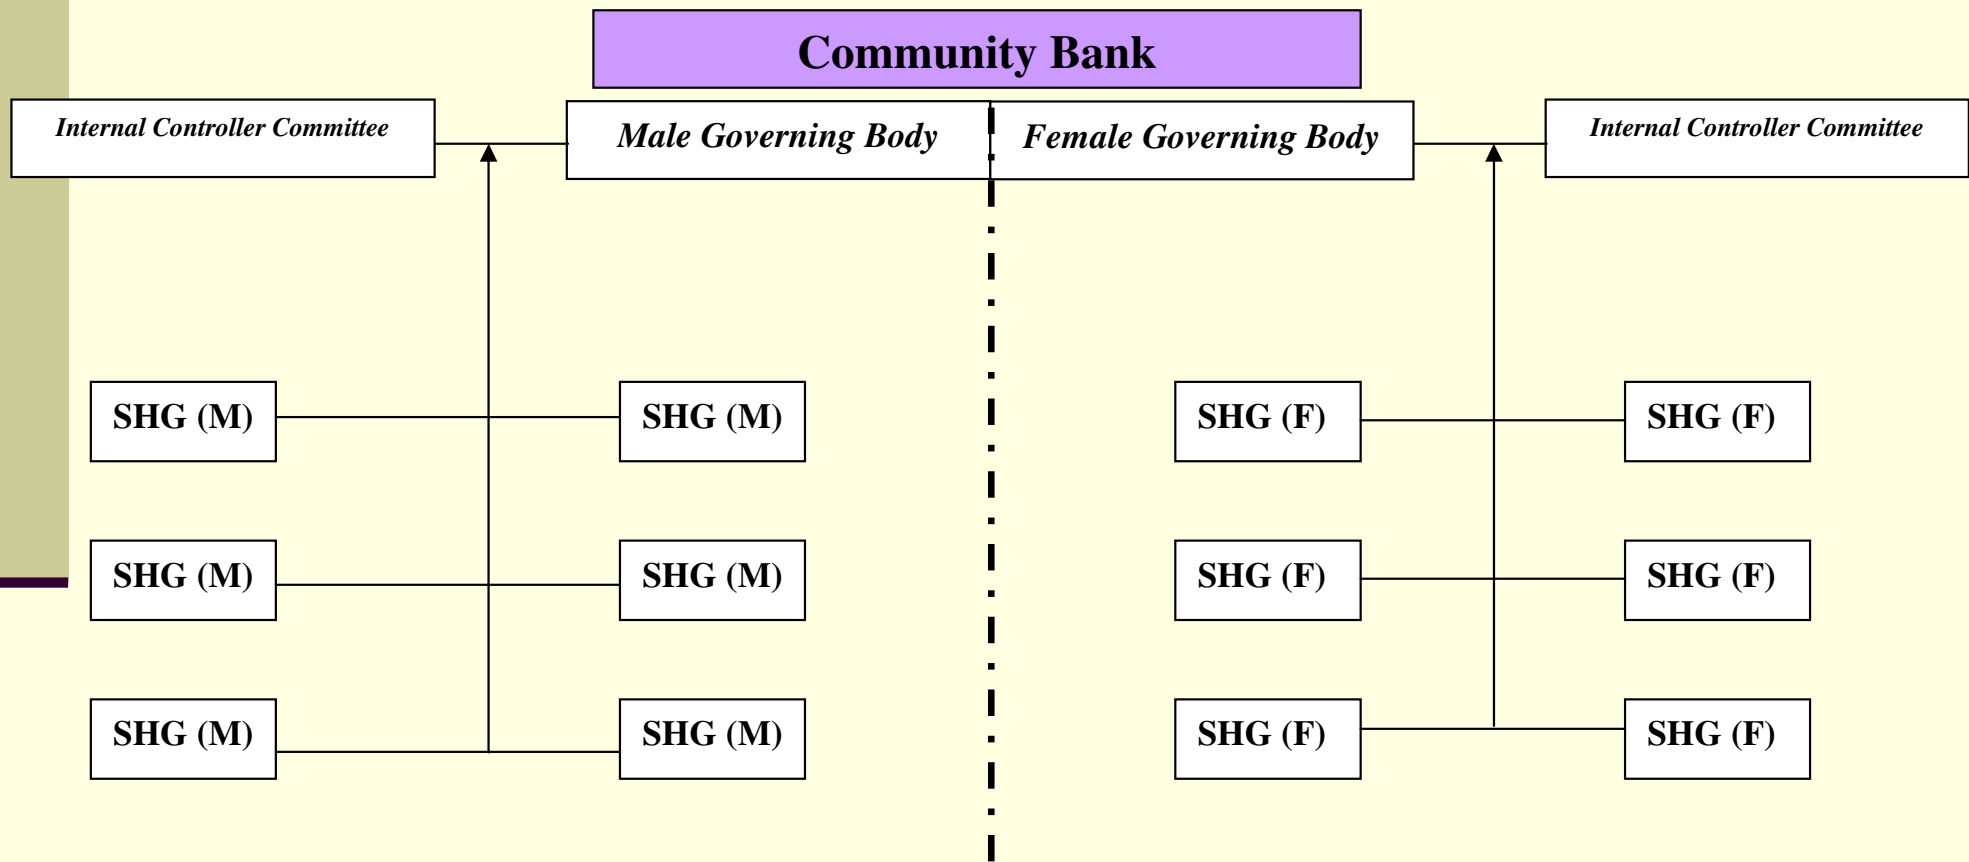 Community Bank
Internal Controller Committee
Male Governing Body
Female Governing Body
Internal Controller Committee
SHG (M)
SHG (M)
SHG (F)
SHG (F)
SHG (M)
SHG (M)
SHG (F)
SHG (F)
SHG (M)
SHG (M)
SHG (F)
SHG (F)